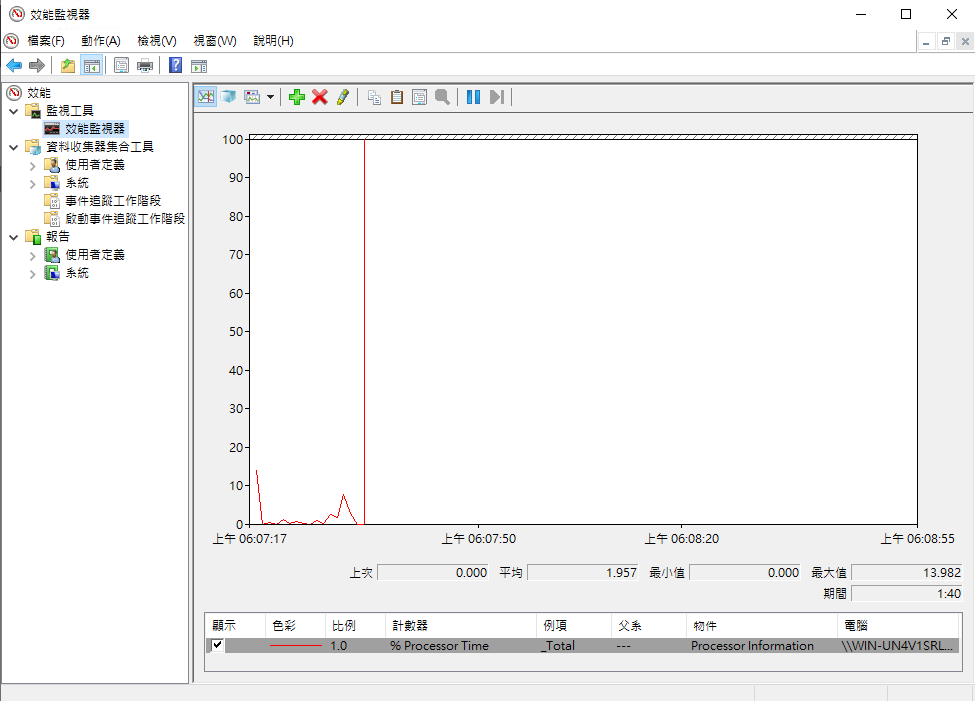 效能監視器
檔案(F) 動作(A) 檢視(V) 視窗(W) 說明(H)
效能
監視工具
效能監視器
資料收集器集合工具
使用者定義
系統
事件追蹤工作階段
啟動事件追蹤工作階段
報告
使用者定義
系統
100
90
80
70
60
50
40
30
20
10
0
上午 06:07:17 上午 06:07:50 上午 06:08:20 上午 06:08:55
上次 0.000 平均 1.957 最小值 0.000 最大值 13.982
期間 1:40
顯示 色彩 比例 計數器 例項 父系 物件 電腦
1.0 % Processor Time _Total --- Processor Information \\WIN-UN4V1SRL...